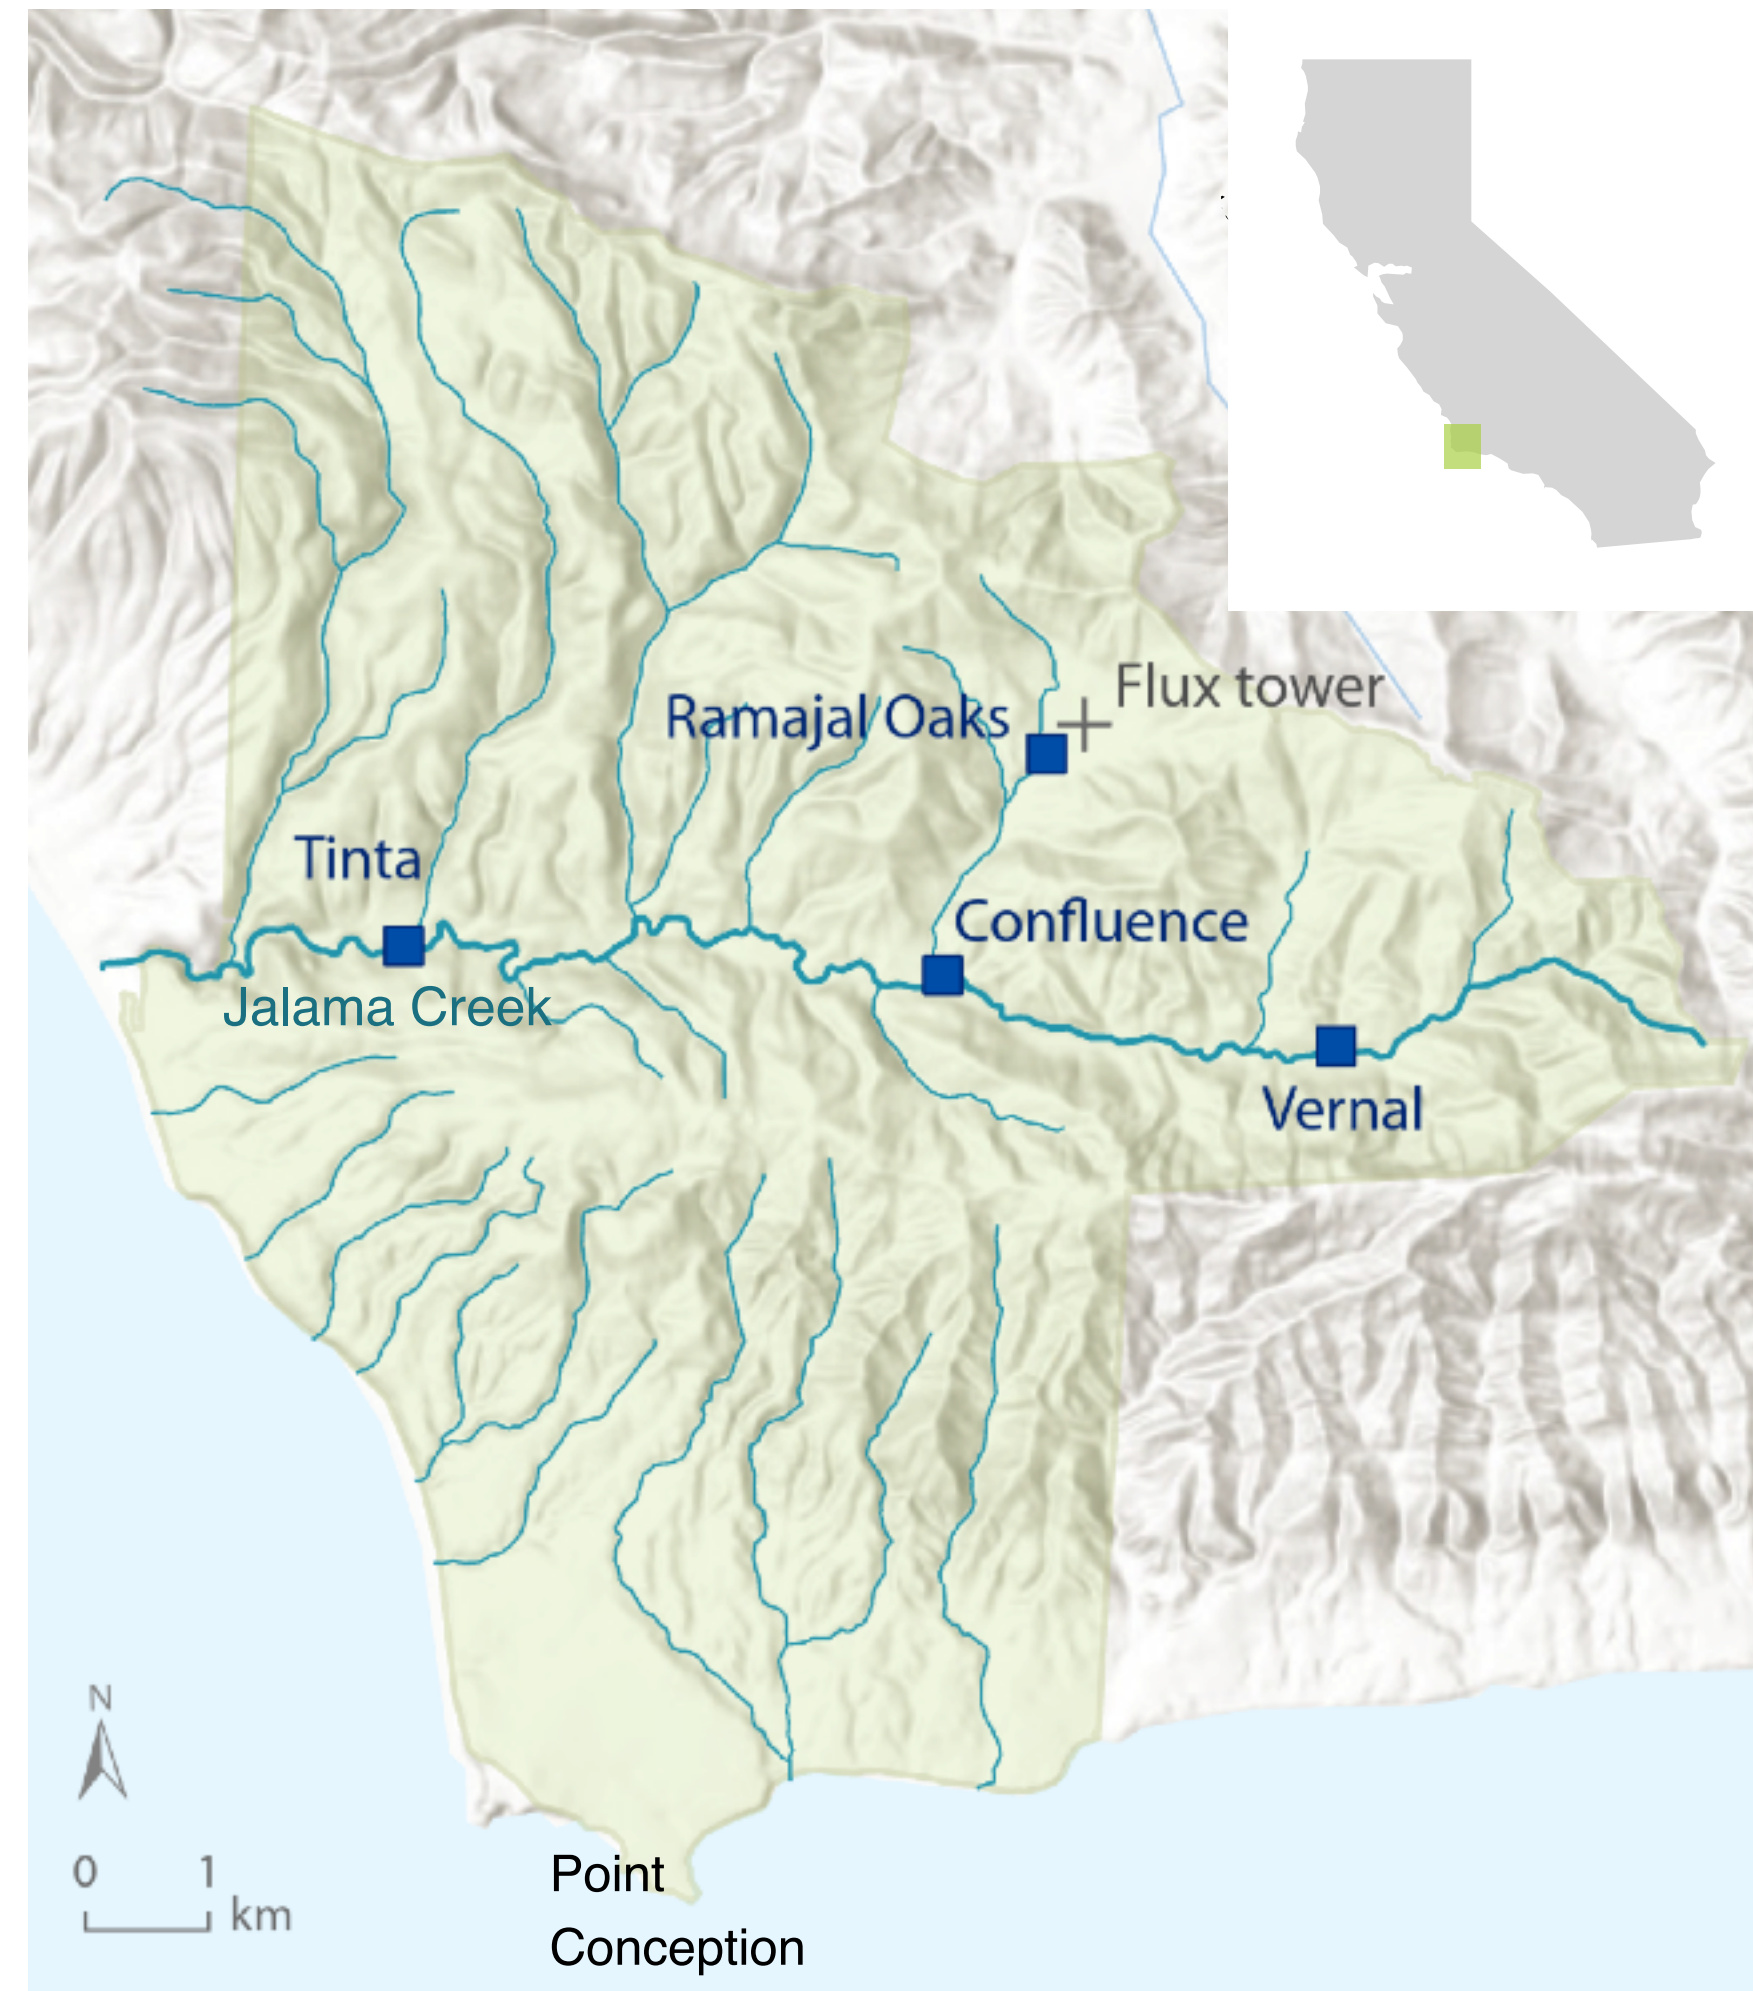 Flux tower
Ramajal Oaks
Tinta
Confluence
Jalama Creek
Vernal
N
0 1
km
Point
Conception